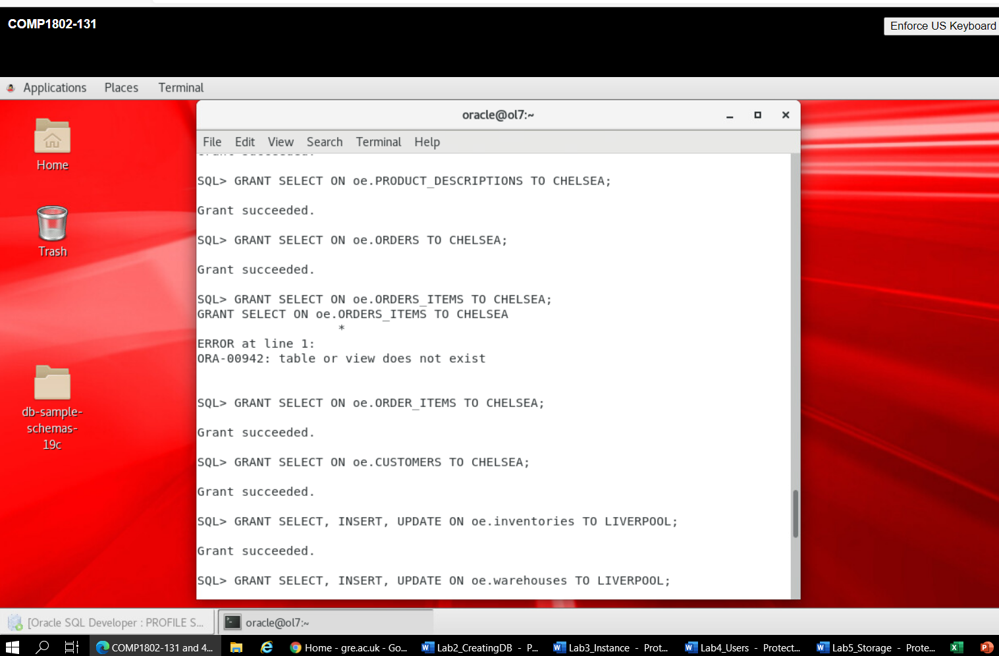 COMP1802-131
Enforce US Keyboard
Applications Places Terminal
oracle@ol7:~
File Edit View Search Terminal Help
Home
Trash
db-sample-
schemas-
19c
Grant succeeded.
SQL> GRANT SELECT ON oe.PRODUCT_DESCRIPTIONS TO CHELSEA;
Grant succeeded.
SQL> GRANT SELECT ON oe.ORDERS TO CHELSEA;
Grant succeeded.
SQL> GRANT SELECT ON oe.ORDERS_ITEMS TO CHELSEA;
GRANT SELECT ON oe.ORDERS_ITEMS TO CHELSEA
*
ERROR at line 1:
ORA-00942: table or view does not exist
SQL> GRANT SELECT ON oe.ORDER_ITEMS TO CHELSEA;
Grant succeeded.
SQL> GRANT SELECT ON oe.CUSTOMERS TO CHELSEA;
Grant succeeded.
SQL> GRANT SELECT, INSERT, UPDATE ON oe.inventories TO LIVERPOOL;
Grant succeeded.
SQL> GRANT SELECT, INSERT, UPDATE ON oe.warehouses TO LIVERPOOL;
[Oracle SQL Developer : PROFILE S... oracle@ol7:~
COMP1802-131 and 4... Home - gre.ac.uk - Go... Lab2_CreatingDB - P... Lab3_Instance - Prot... Lab4_Users - Protect... Lab5_Storage - Prote...